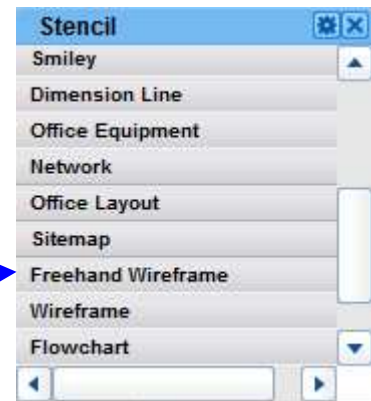 Stencil
Smiley
Dimension Line
Office Equipment
Network
Office Layout
Sitemap
Freehand Wireframe
Wireframe
Flowchart